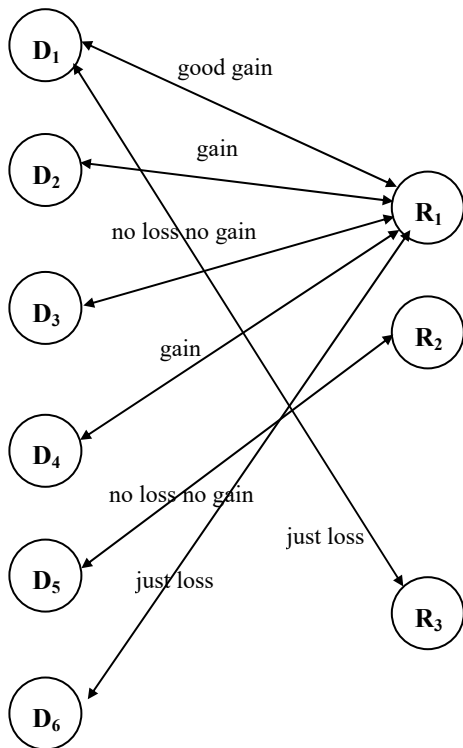 D₁
good gain
gain
D₂
R₁
no loss no gain
D₃
R₂
gain
D₄
no loss no gain
just loss
D₅
just loss
R₃
D₆